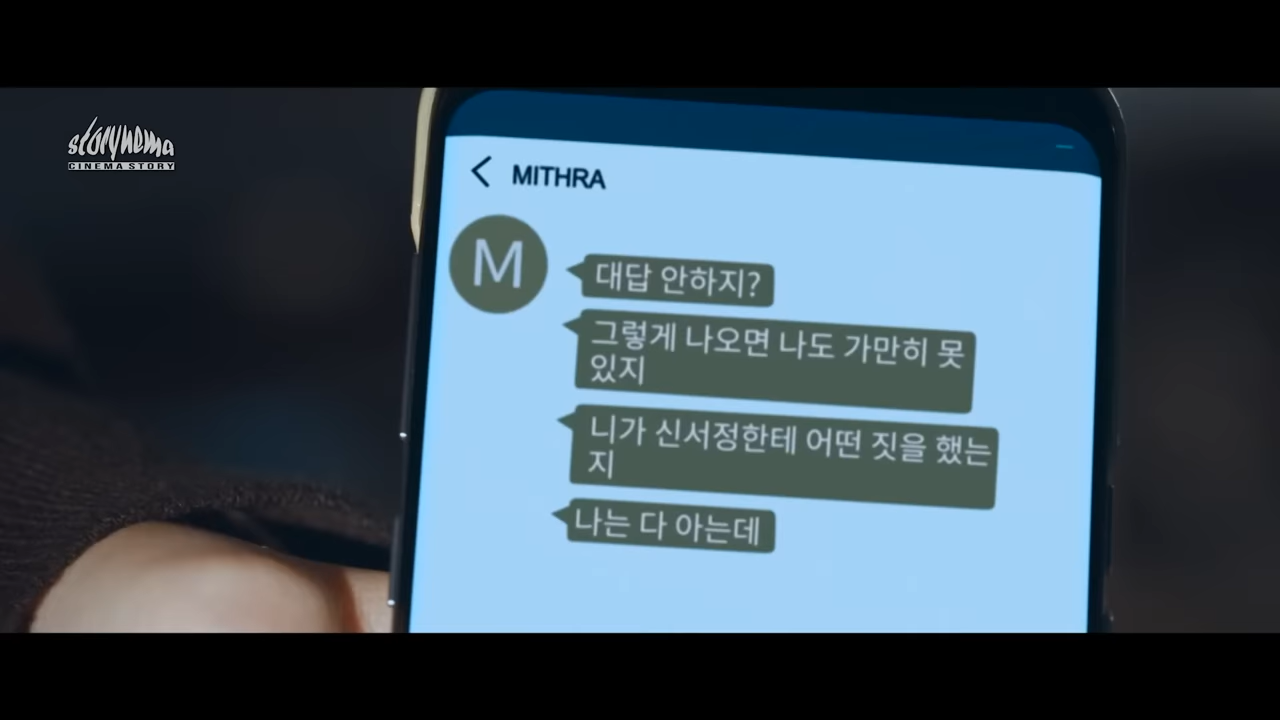 storynema
CINEMA STORY
MITHRA
M
대답 안하지?
그렇게 나오면 나도 가만히 못
있지
니가 신서정한테 어떤 짓을 했는
지
나는 다 아는데